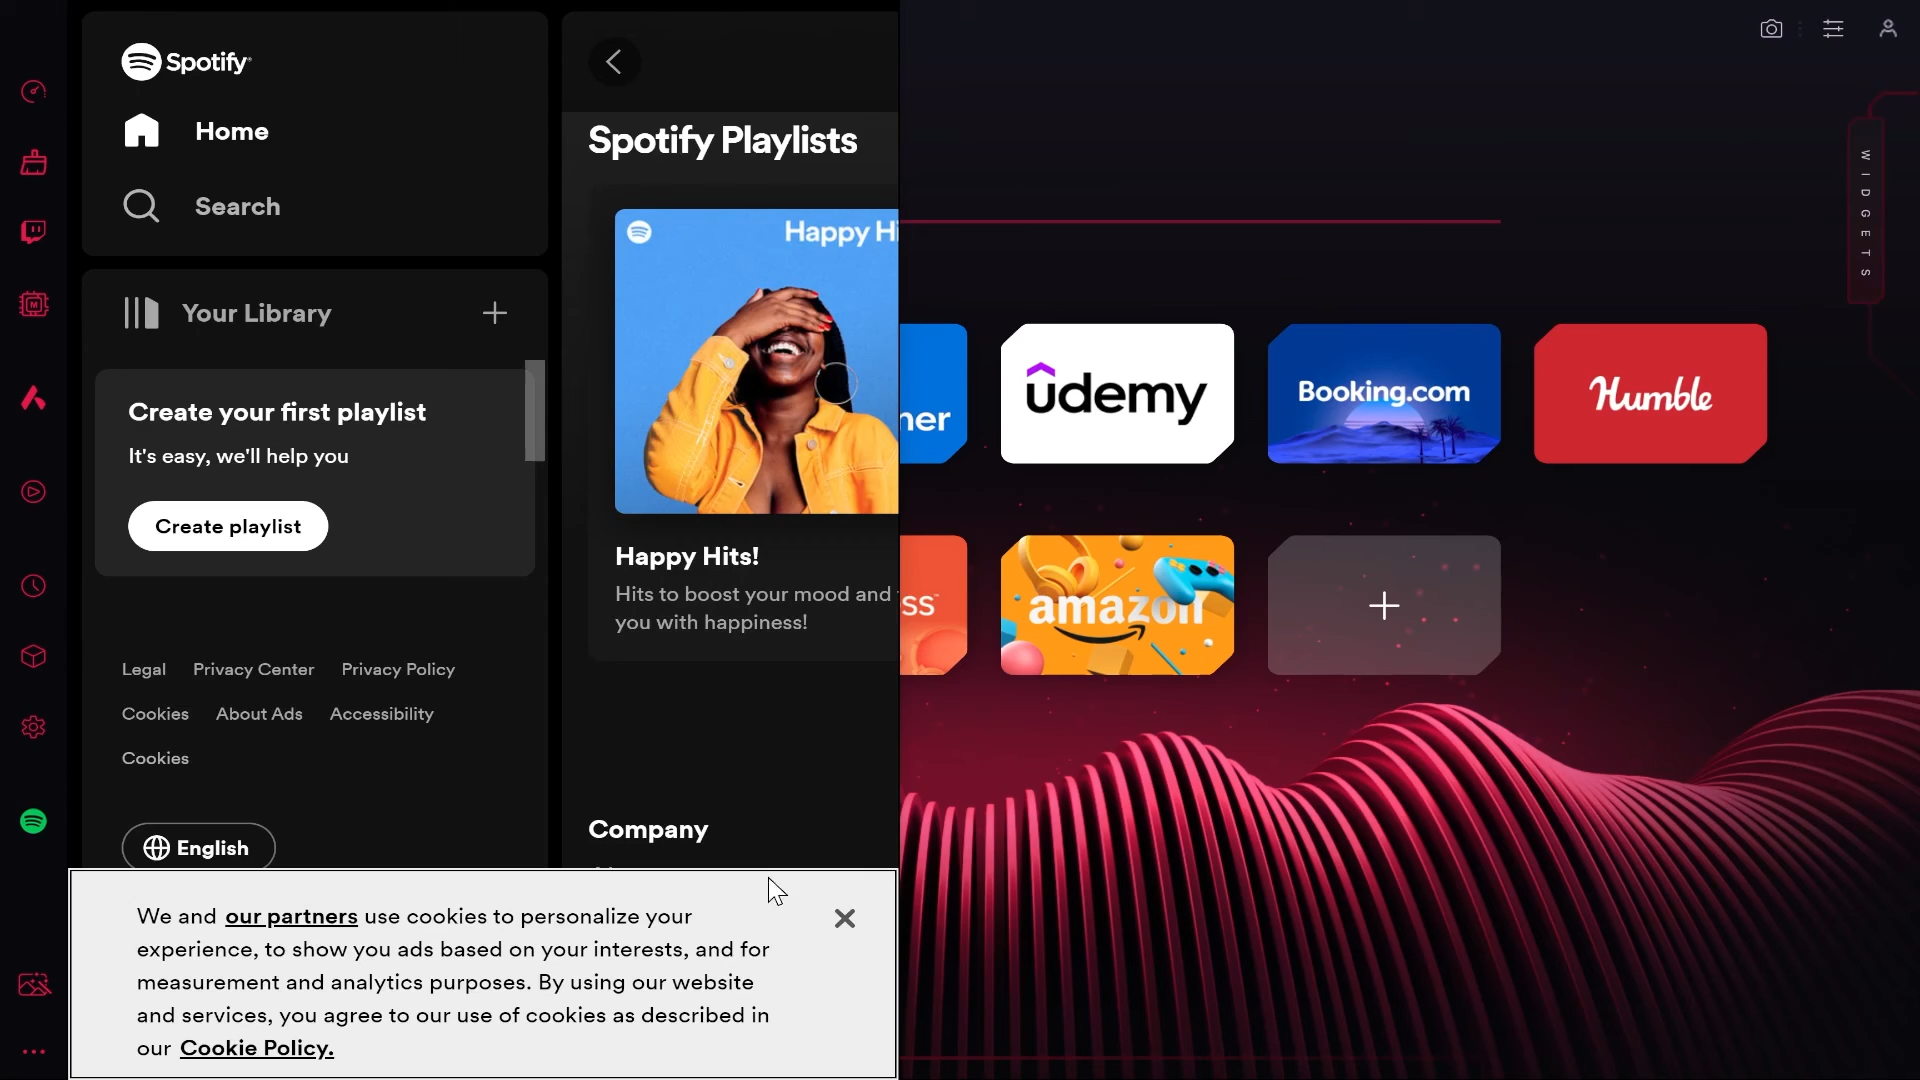 Spotify
Home
Search
Your Library
Create your first playlist
It's easy, we'll help you
Create playlist
Legal Privacy Center Privacy Policy
Cookies About Ads Accessibility
Cookies
English
Spotify Playlists
Happy Hi
Happy Hits!
Hits to boost your mood and
you with happiness!
Company
We and our partners use cookies to personalize your
experience, to show you ads based on your interests, and for
measurement and analytics purposes. By using our website
and services, you agree to our use of cookies as described in
our Cookie Policy.
WIDGETS
ner
udemy
Booking.com
Humble
ss
amazon